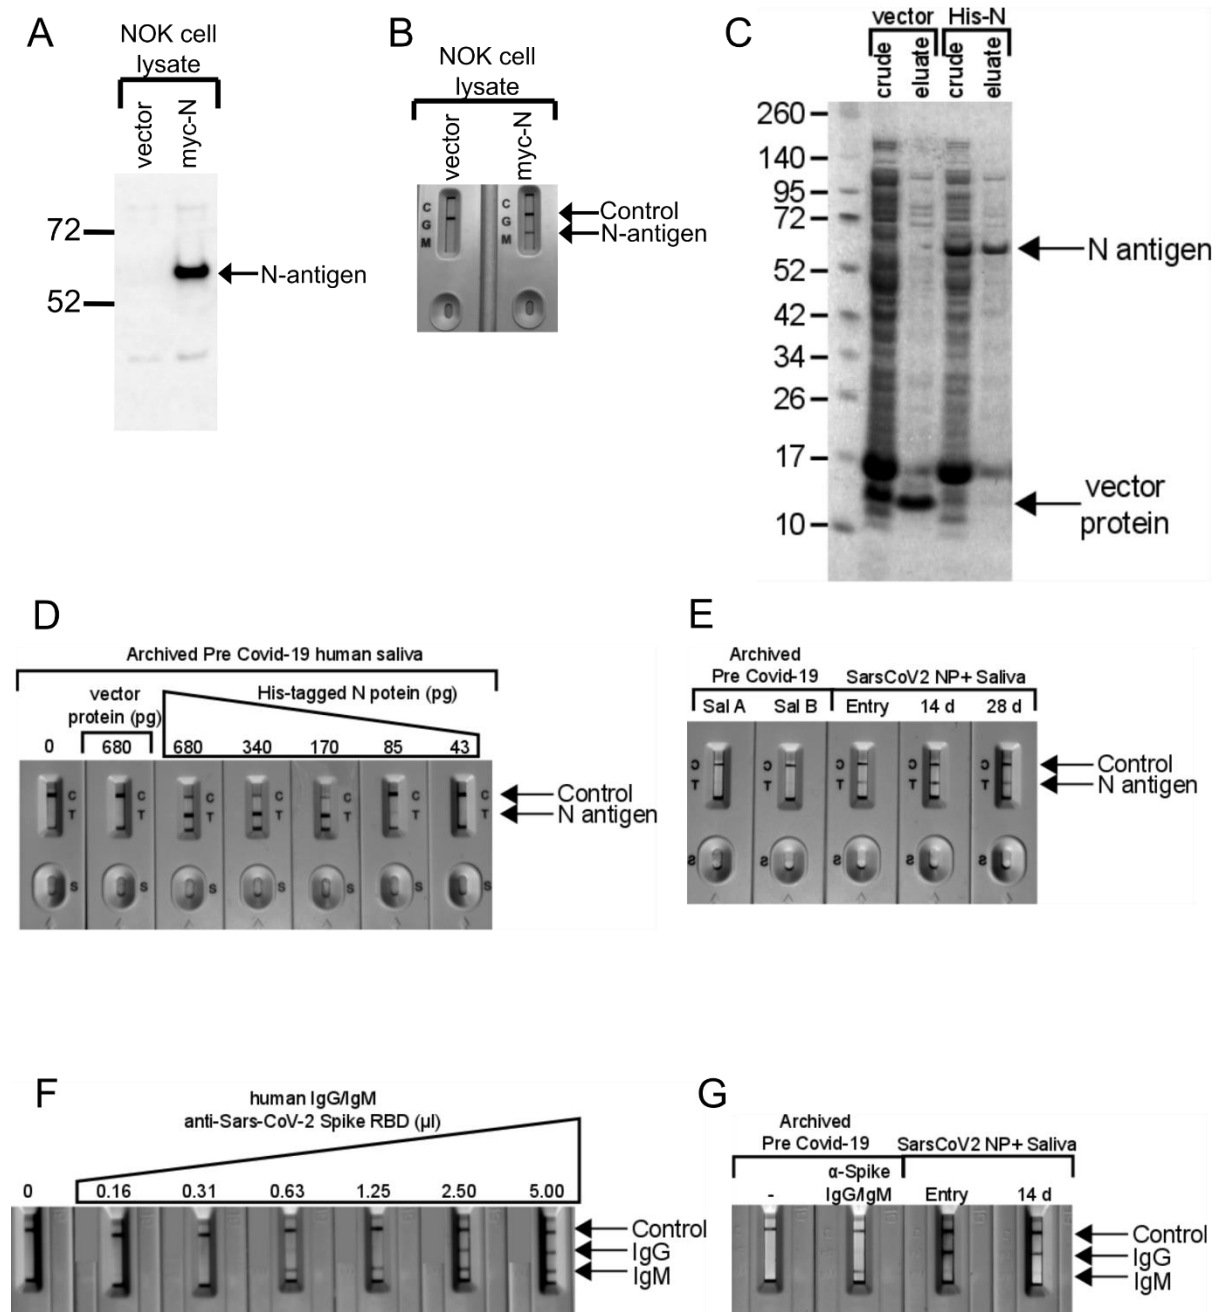 A
NOK cell
lysate
vector
myc-N
72
52
N-antigen
B
NOK cell
lysate
vector
myc-N
C
G
M
C
G
M
Control
N-antigen
C
vector
His-N
crude
eluate
crude
eluate
260
140
95
72
52
42
34
26
17
10
N antigen
vector
protein
D
Archived Pre Covid-19 human saliva
vector
protein (pg)
His-tagged N potein (pg)
0
680
680
340
170
85
43
C
T
C
T
C
T
C
T
C
T
C
T
C
T
S
S
S
S
S
S
S
Control
N antigen
E
Archived
Pre Covid-19
SarsCoV2 NP+ Saliva
Sal A
Sal B
Entry
14 d
28 d
C
T
C
T
C
T
C
T
C
T
S
S
S
S
S
Control
N antigen
F
human IgG/IgM
anti-Sars-CoV-2 Spike RBD (µl)
0
0.16
0.31
0.63
1.25
2.50
5.00
Control
IgG
IgM
G
Archived
Pre Covid-19
SarsCoV2 NP+ Saliva
-
α-Spike
IgG/IgM
Entry
14 d
Control
IgG
IgM